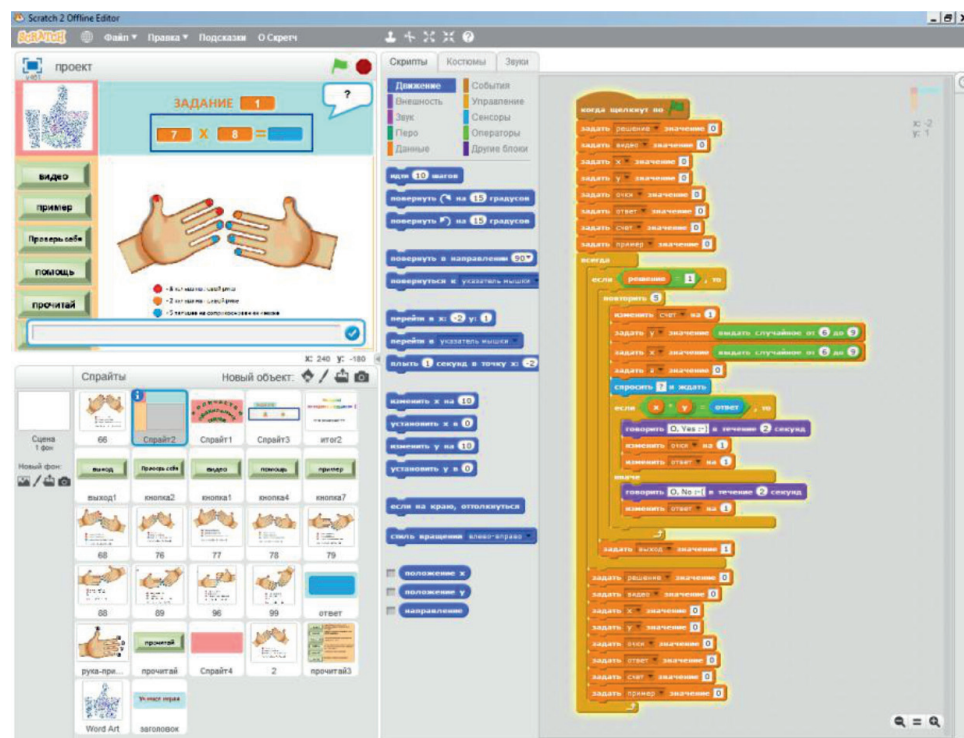 Scratch 2 Offline Editor
SCRATCH Файл Правка Подсказки О Скретч
проект
v461
?
ЗАДАНИЕ 1
7 X 8 =
видео
пример
Проверь себя
помощь
прочитай
x: 240 y: -180
Спрайты Новый объект:
Сцена
1 фон
Новый фон:
66 Спрайт2 Спрайт1 Спрайт3 итог2
выход Проверь себя видео помощь пример
выход1 кнопка2 кнопка1 кнопка4 кнопка7
68 76 77 78 79
88 89 96 99 ответ
прочитай
рука-при... прочитай Спрайт4 2 прочитай3
Word Art заголовок
Скрипты Костюмы Звуки
Движение События
Внешность Управление
Звук Сенсоры
Перо Операторы
Данные Другие блоки
идти 10 шагов
повернуть на 15 градусов
повернуть на 15 градусов
повернуть в направлении 90
повернуться к указатель мышки
перейти в x: -2 y: 1
перейти в указатель мышки
плыть 1 секунд в точку x: -2
изменить x на 10
установить x в 0
изменить y на 10
установить y в 0
если на краю, оттолкнуться
стиль вращения влево-вправо
положение x
положение y
направление
x: -2
y: 1
когда щелкнут по
задать решение значение 0
задать видео значение 0
задать x значение 0
задать y значение 0
задать очки значение 0
задать ответ значение 0
задать счет значение 0
задать пример значение 0
всегда
если решение = 1, то
повторить 5
изменить счет на 1
задать y значение выдать случайное от 6 до 9
задать x значение выдать случайное от 6 до 9
задать значение 0
спросить ? и ждать
если x * y = ответ, то
говорить O, Yes :-) в течение 2 секунд
изменить очки на 1
изменить ответ на 1
иначе
говорить O, No :-( в течение 2 секунд
изменить ответ на 1
задать выход значение 1
задать решение значение 0
задать видео значение 0
задать x значение 0
задать y значение 0
задать очки значение 0
задать ответ значение 0
задать счет значение 0
задать пример значение 0